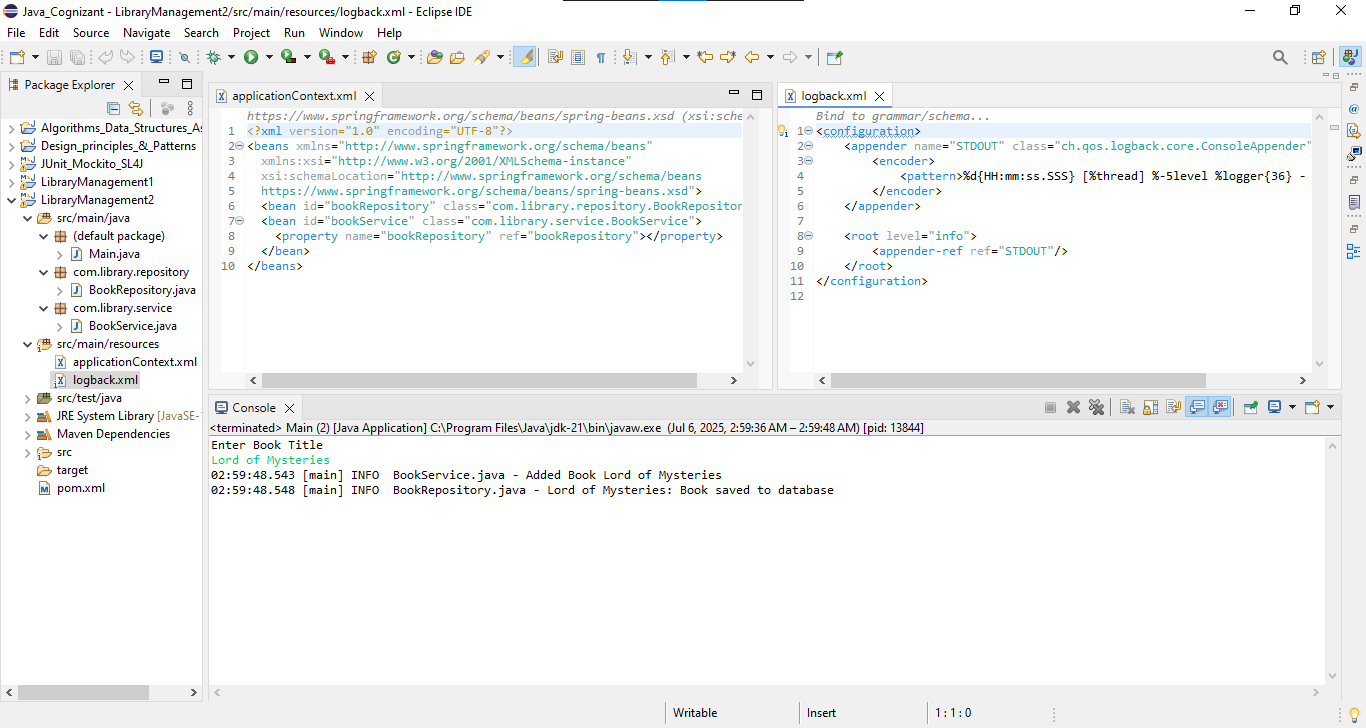 Java_Cognizant - LibraryManagement2/src/main/resources/logback.xml - Eclipse IDE
File Edit Source Navigate Search Project Run Window Help
Package Explorer
Algorithms_Data_Structures_As
Design_principles_&_Patterns
JUnit_Mockito_SL4J
LibraryManagement1
LibraryManagement2
src/main/java
(default package)
Main.java
com.library.repository
BookRepository.java
com.library.service
BookService.java
src/main/resources
applicationContext.xml
logback.xml
src/test/java
JRE System Library [JavaSE-
Maven Dependencies
src
target
pom.xml
applicationContext.xml
https://www.springframework.org/schema/beans/spring-beans.xsd (xsi:sche
1 <?xml version="1.0" encoding="UTF-8"?>
2 <beans xmlns="http://www.springframework.org/schema/beans"
3 xmlns:xsi="http://www.w3.org/2001/XMLSchema-instance"
4 xsi:schemaLocation="http://www.springframework.org/schema/beans
5 https://www.springframework.org/schema/beans/spring-beans.xsd">
6 <bean id="bookRepository" class="com.library.repository.BookRepositor
7 <bean id="bookService" class="com.library.service.BookService">
8 <property name="bookRepository" ref="bookRepository"></property>
9 </bean>
10 </beans>
logback.xml
Bind to grammar/schema...
1 <configuration>
2 <appender name="STDOUT" class="ch.qos.logback.core.ConsoleAppender"
3 <encoder>
4 <pattern>%d{HH:mm:ss.SSS} [%thread] %-5level %logger{36} -
5 </encoder>
6 </appender>
7
8 <root level="info">
9 <appender-ref ref="STDOUT"/>
10 </root>
11 </configuration>
12
Console
<terminated> Main (2) [Java Application] C:\Program Files\Java\jdk-21\bin\javaw.exe (Jul 6, 2025, 2:59:36 AM – 2:59:48 AM) [pid: 13844]
Enter Book Title
Lord of Mysteries
02:59:48.543 [main] INFO  BookService.java - Added Book Lord of Mysteries
02:59:48.548 [main] INFO  BookRepository.java - Lord of Mysteries: Book saved to database
Writable Insert 1 : 1 : 0